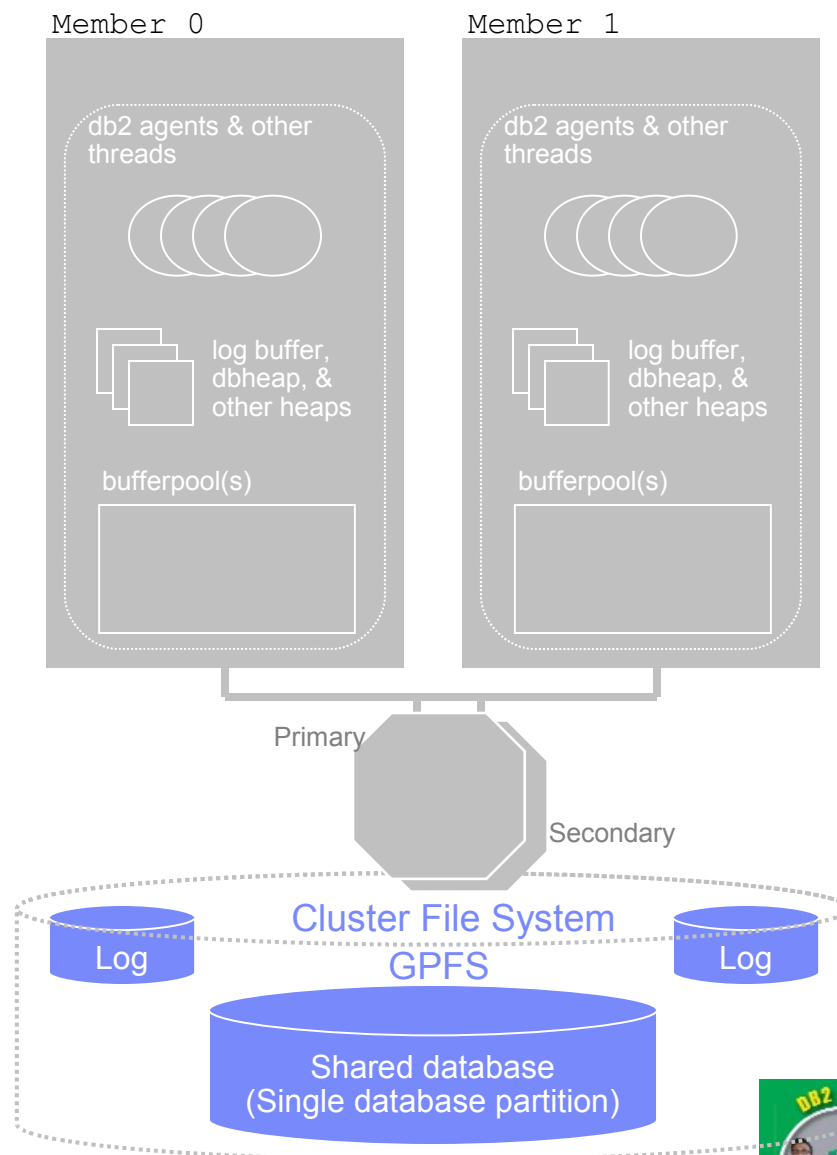 Member 0
Member 1
db2 agents & other
threads
db2 agents & other
threads
log buffer,
dbheap, &
other heaps
log buffer,
dbheap, &
other heaps
bufferpool(s)
bufferpool(s)
Primary
Secondary
Cluster File System
GPFS
Log
Log
Shared database
(Single database partition)
DB2